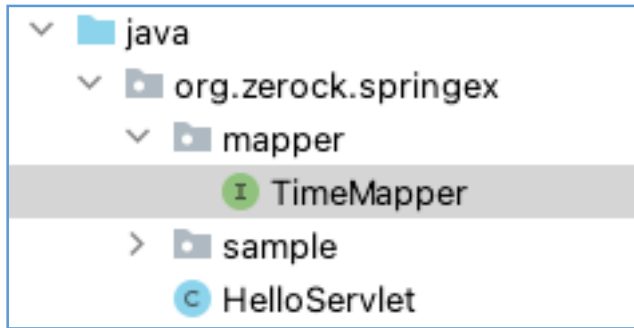 java
org.zerock.springex
mapper
I TimeMapper
sample
C HelloServlet